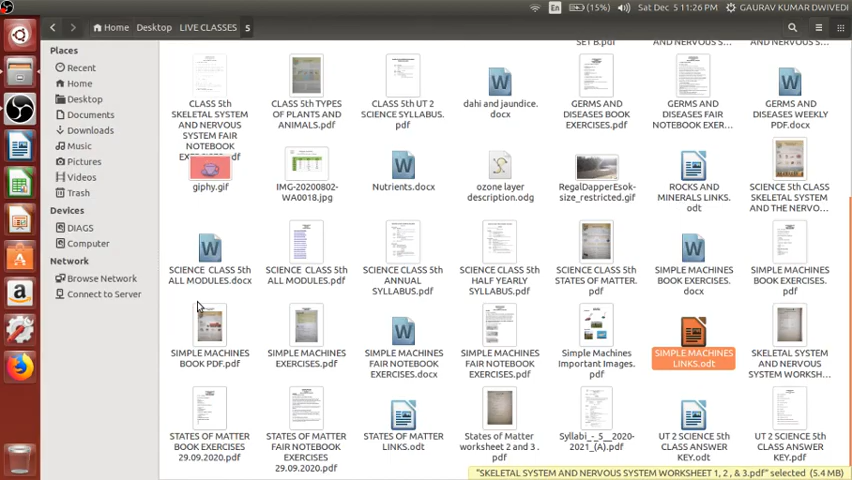 En (15%) Sat Dec 5 11:26 PM GAURAV KUMAR DWIVEDI
Home Desktop LIVE CLASSES 5
Places
Recent
Home
Desktop
Documents
Downloads
Music
Pictures
Videos
Trash
Devices
DIAGS
Computer
Network
Browse Network
Connect to Server
SET B.pdf
AND NERVOUS S...
AND NERVOUS S...
CLASS 5th
SKELETAL SYSTEM
AND NERVOUS
SYSTEM FAIR
NOTEBOOK
CLASS 5th TYPES
OF PLANTS AND
ANIMALS.pdf
CLASS 5th UT 2
SCIENCE SYLLABUS.
pdf
dahi and jaundice.
docx
GERMS AND
DISEASES BOOK
EXERCISES.pdf
GERMS AND
DISEASES FAIR
NOTEBOOK EXER...
GERMS AND
DISEASES WEEKLY
PDF.docx
giphy.gif
IMG-20200802-
WA0018.jpg
Nutrients.docx
ozone layer
description.odg
RegalDapperEsok-
size_restricted.gif
ROCKS AND
MINERALS LINKS.
odt
SCIENCE 5th CLASS
SKELETAL SYSTEM
AND THE NERVO...
SCIENCE CLASS 5th
ALL MODULES.docx
SCIENCE CLASS 5th
ALL MODULES.pdf
SCIENCE CLASS 5th
ANNUAL
SYLLABUS.pdf
SCIENCE CLASS 5th
HALF YEARLY
SYLLABUS.pdf
SCIENCE CLASS 5th
STATES OF MATTER.
pdf
SIMPLE MACHINES
BOOK EXERCISES.
docx
SIMPLE MACHINES
BOOK EXERCISES.
pdf
SIMPLE MACHINES
BOOK PDF.pdf
SIMPLE MACHINES
EXERCISES.pdf
SIMPLE MACHINES
FAIR NOTEBOOK
EXERCISES.docx
SIMPLE MACHINES
FAIR NOTEBOOK
EXERCISES.pdf
Simple Machines
Important Images.
pdf
SIMPLE MACHINES
LINKS.odt
SKELETAL SYSTEM
AND NERVOUS
SYSTEM WORKSH...
STATES OF MATTER
BOOK EXERCISES
29.09.2020.pdf
STATES OF MATTER
FAIR NOTEBOOK
EXERCISES
29.09.2020.pdf
STATES OF MATTER
LINKS.odt
States of Matter
worksheet 2 and 3 .
pdf
Syllabi_-_5__2020-
2021_(A).pdf
UT 2 SCIENCE 5th
CLASS ANSWER
KEY.odt
UT 2 SCIENCE 5th
CLASS ANSWER
KEY.pdf
"SKELETAL SYSTEM AND NERVOUS SYSTEM WORKSHEET 1, 2 , & 3.pdf" selected (5.4 MB)